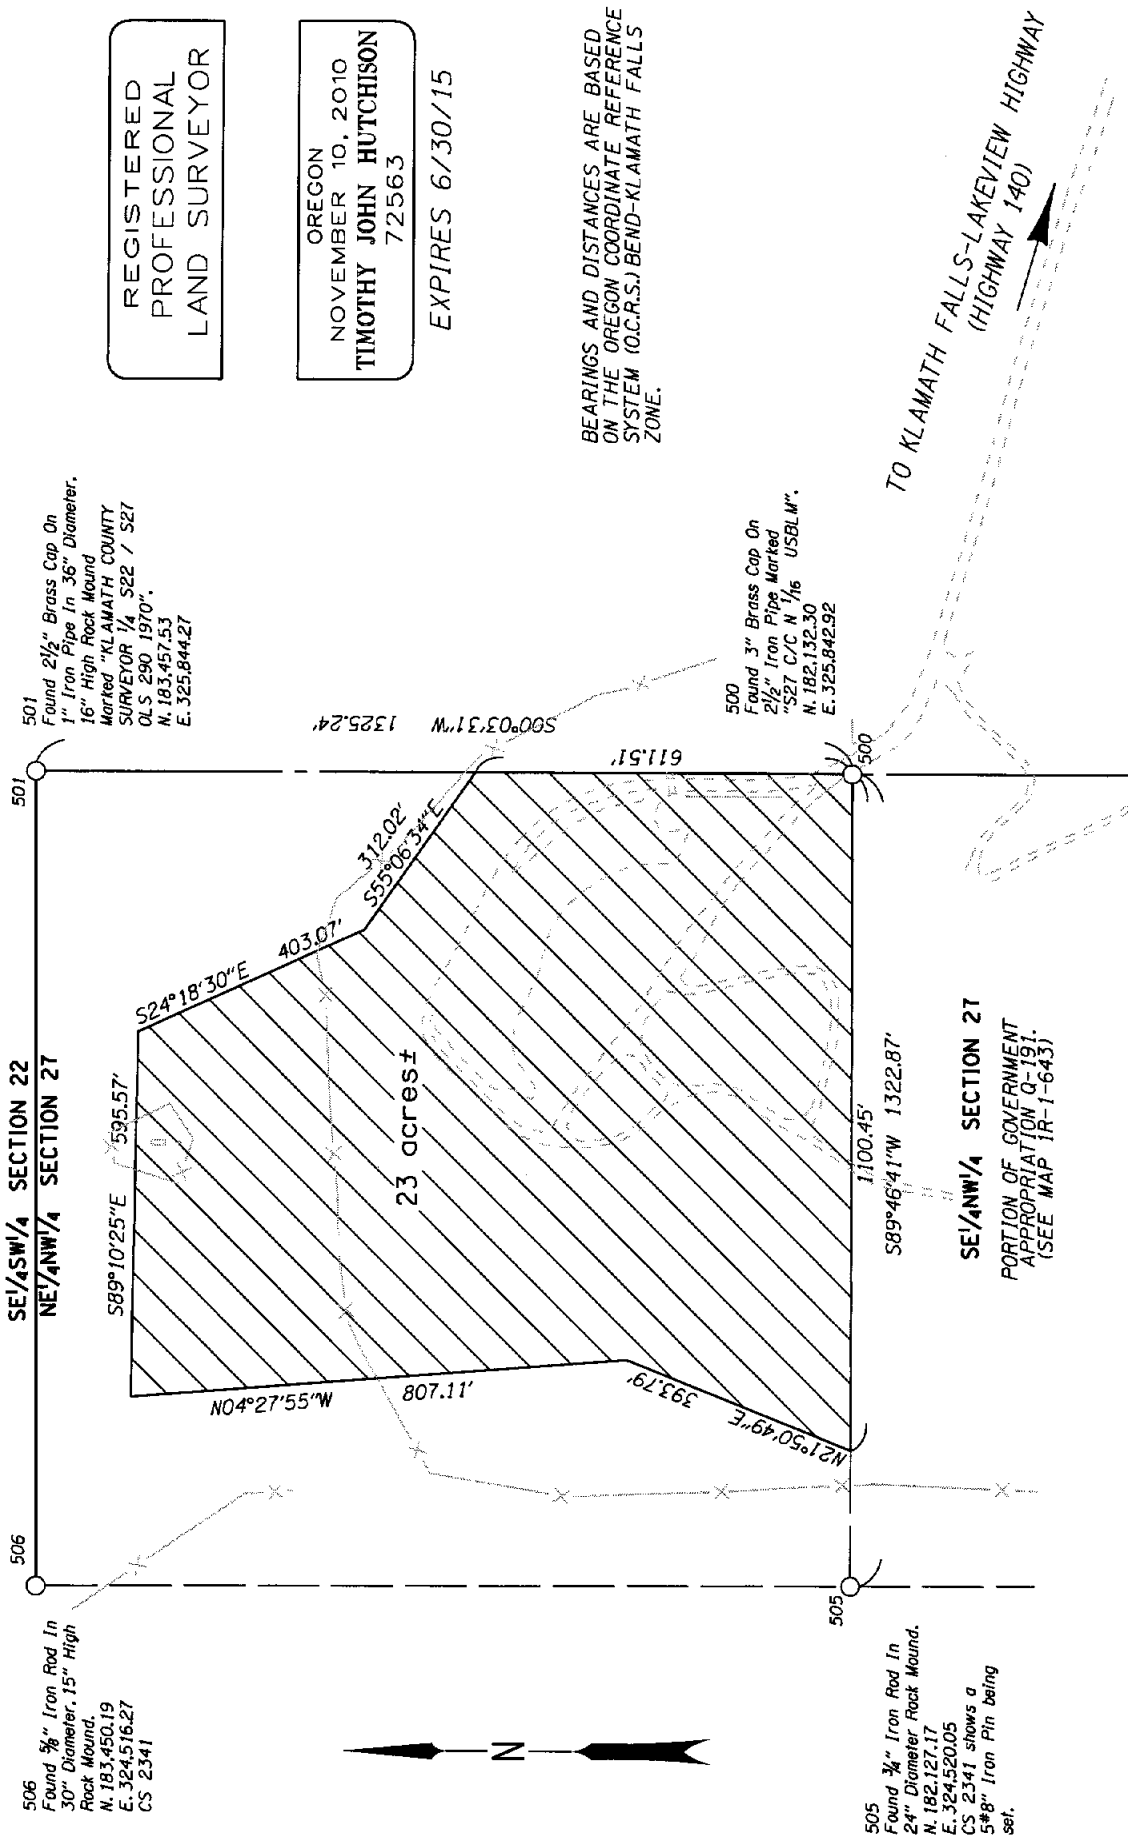 REGISTERED
PROFESSIONAL
LAND SURVEYOR
OREGON
NOVEMBER 10, 2010
TIMOTHY JOHN HUTCHISON
72563
EXPIRES 6/30/15
BEARINGS AND DISTANCES ARE BASED
ON THE OREGON COORDINATE REFERENCE
SYSTEM (O.C.R.S.) BEND-KLAMATH FALLS
ZONE.
TO KLAMATH FALLS-LAKEVIEW HIGHWAY
(HIGHWAY 140)
501
Found 2½" Brass Cap On
1" Iron Pipe In 36" Diameter,
16" High Rock Mound
Marked "KLAMATH COUNTY
SURVEYOR ¼ S22 / S27
OLS 290 1970".
N. 183,457.53
E. 325,844.27
500
Found 3" Brass Cap On
2½" Iron Pipe Marked
"S27 C/C N 1/16 USBLM".
N. 182,132.30
E. 325,842.92
501
S00°03'31"W 1325.24'
611.51'
500
SE¼SW¼ SECTION 22
NE¼NW¼ SECTION 27
S89°10'25"E 595.57'
S24°18'30"E 403.07'
312.02'
S55°06'34"E
23 acres±
N04°27'55"W 807.11'
N21°50'49"E 393.79'
1100.45'
S89°46'41"W 1322.87'
SE¼NW¼ SECTION 27
PORTION OF GOVERNMENT
APPROPRIATION Q-191.
(SEE MAP 1R-1-643)
506
505
506
Found ⅝" Iron Rod In
30" Diameter, 15" High
Rock Mound.
N. 183,450.19
E. 324,516.27
CS 2341
N
505
Found ¾" Iron Rod In
24" Diameter Rock Mound.
N. 182,127.17
E. 324,520.05
CS 2341 shows a
5#8" Iron Pin being
set.